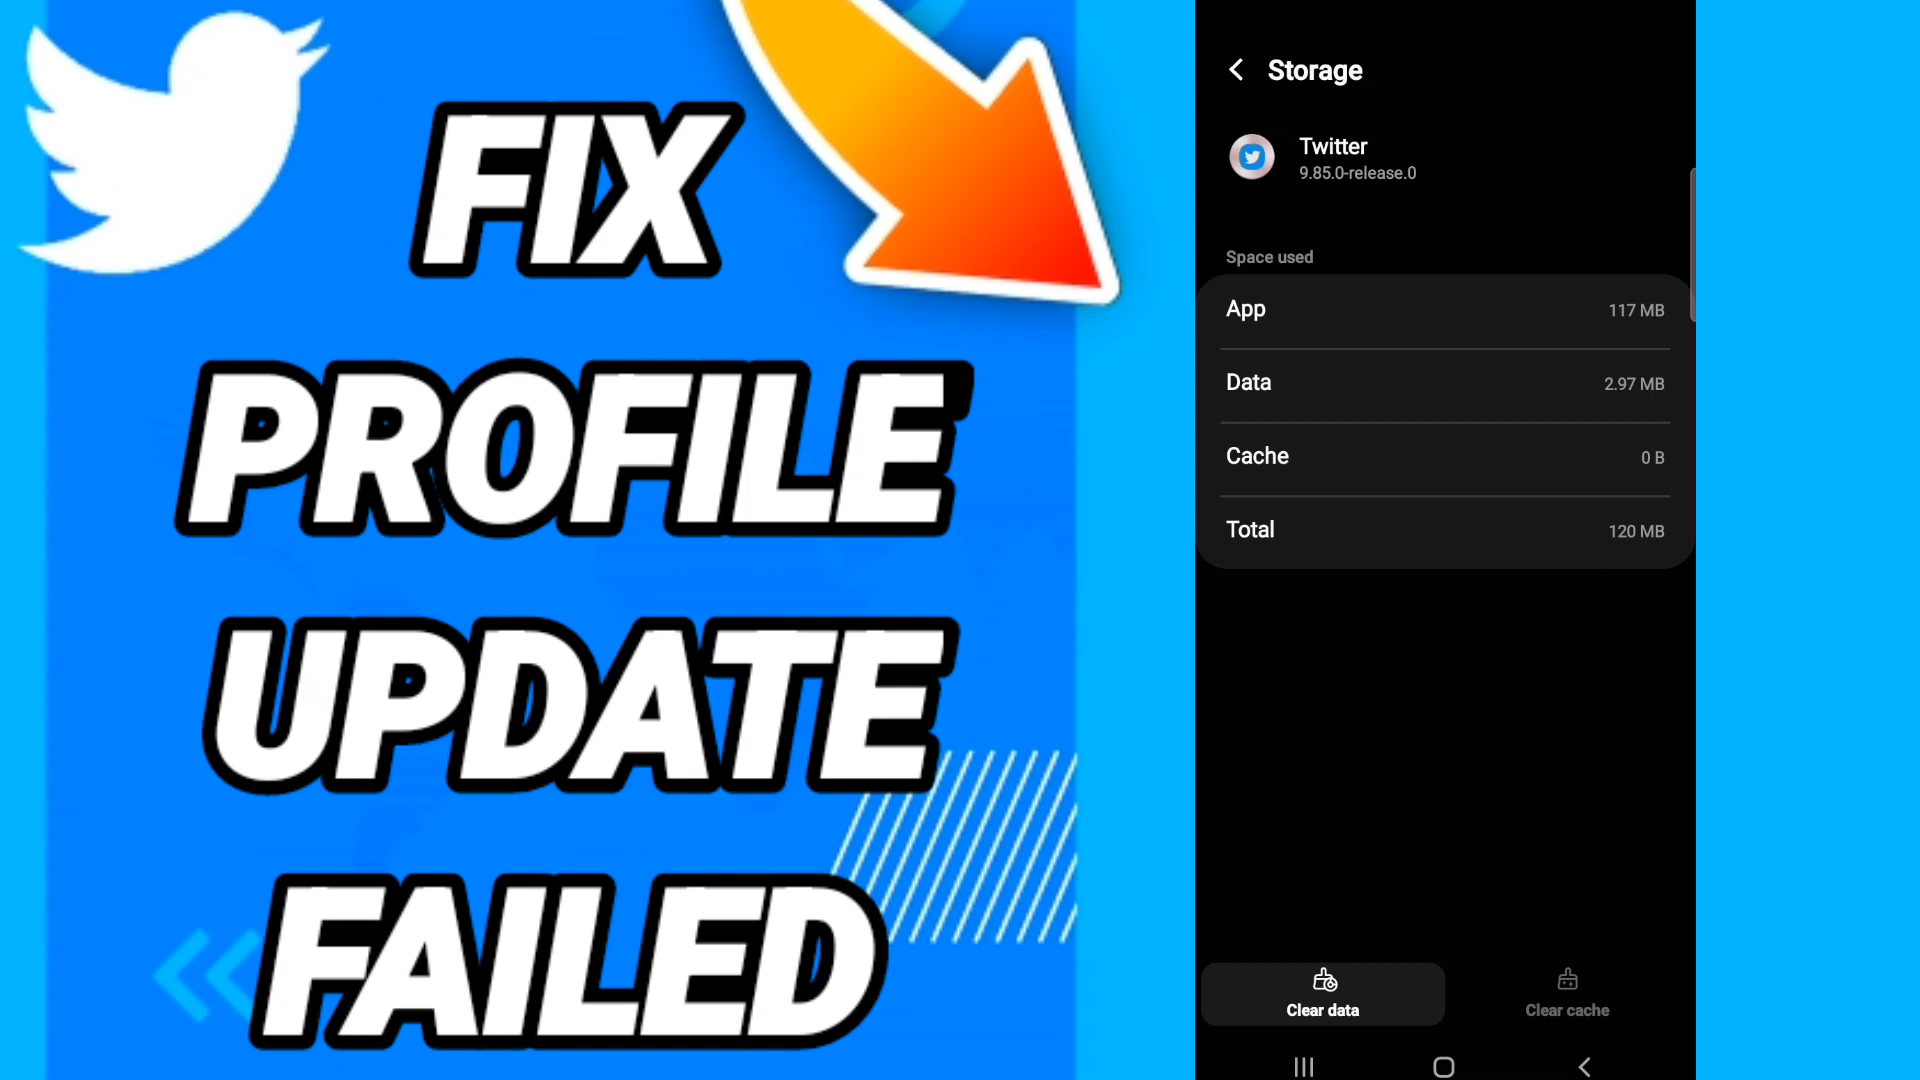 FIX
PROFILE
UPDATE
FAILED
Storage
Twitter
9.85.0-release.0
Space used
App 117 MB
Data 2.97 MB
Cache 0 B
Total 120 MB
Clear data
Clear cache